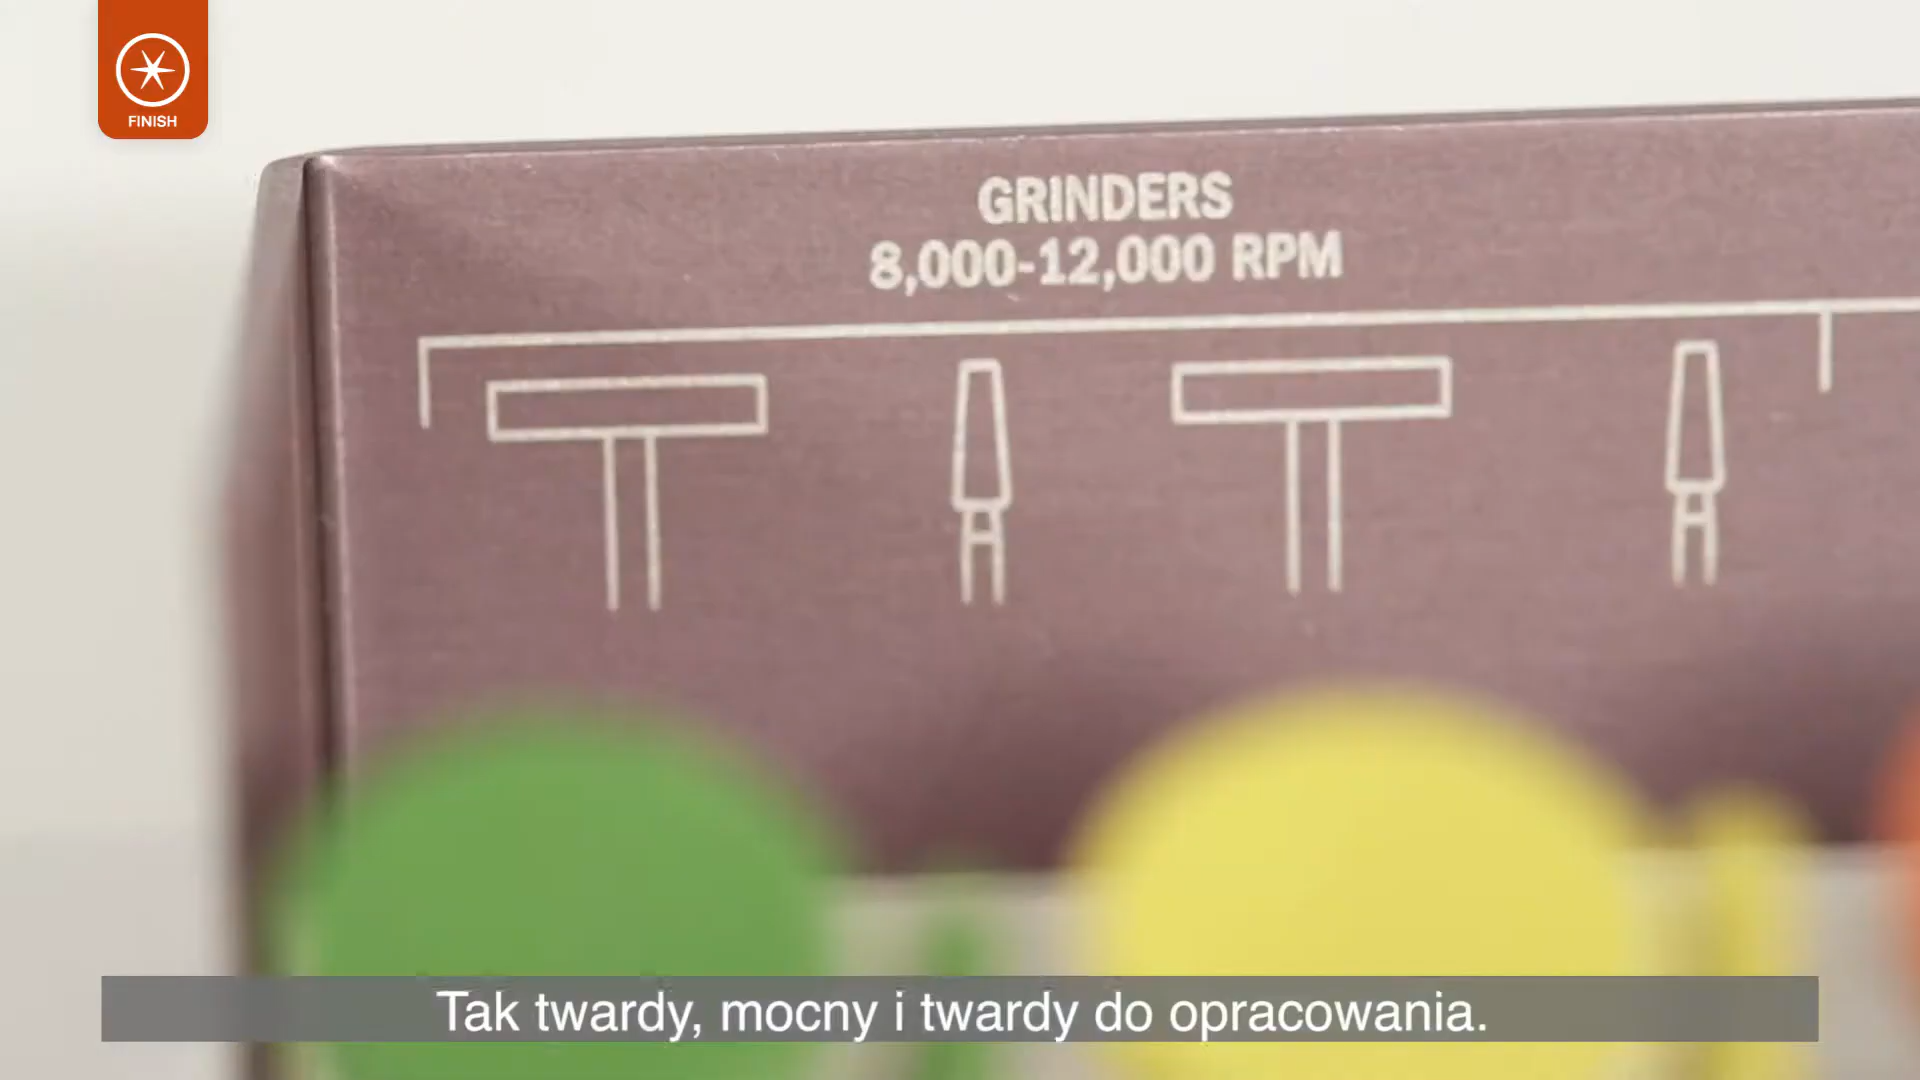 FINISH
GRINDERS
8,000-12,000 RPM
Tak twardy, mocny i twardy do opracowania.